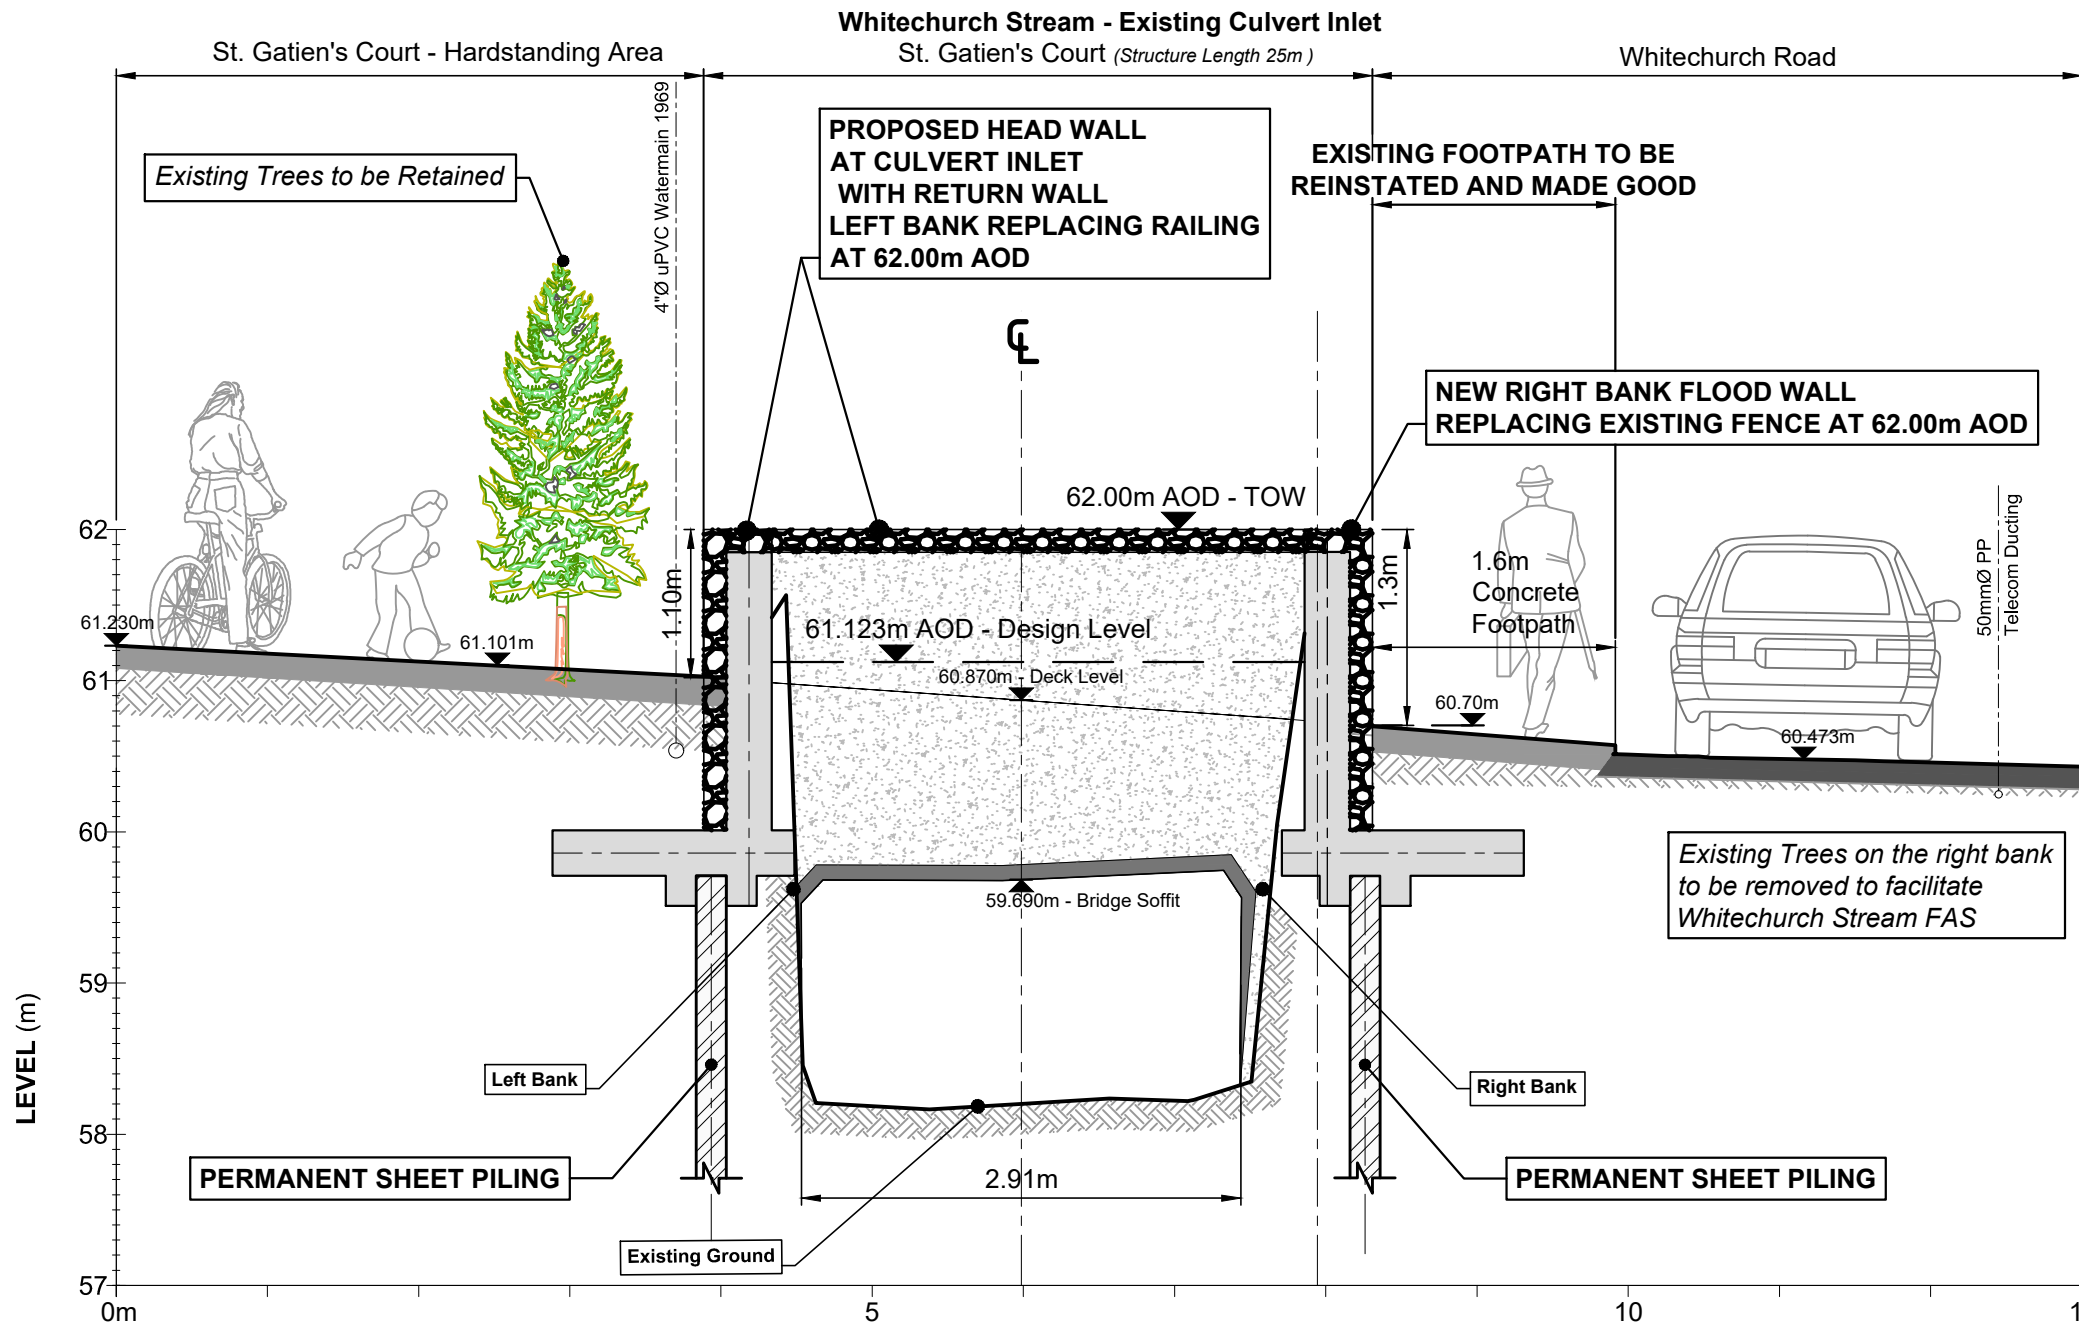 Whitechurch Stream - Existing Culvert Inlet
St. Gatien's Court - Hardstanding Area
St. Gatien's Court (Structure Length 25m )
Whitechurch Road
4"Ø uPVC Watermain 1969
Existing Trees to be Retained
PROPOSED HEAD WALL
AT CULVERT INLET
WITH RETURN WALL
LEFT BANK REPLACING RAILING
AT 62.00m AOD
EXISTING FOOTPATH TO BE
REINSTATED AND MADE GOOD
℄
NEW RIGHT BANK FLOOD WALL
REPLACING EXISTING FENCE AT 62.00m AOD
62.00m AOD - TOW
62
1.10m
1.3m
1.6m
Concrete
Footpath
50mmØ PP
Telecom Ducting
61.230m
61.101m
61.123m AOD - Design Level
60.870m - Deck Level
61
60.70m
60.473m
60
Existing Trees on the right bank
to be removed to facilitate
Whitechurch Stream FAS
59.690m - Bridge Soffit
59
LEVEL (m)
Left Bank
Right Bank
58
PERMANENT SHEET PILING
2.91m
PERMANENT SHEET PILING
Existing Ground
57
0m
5
10
1